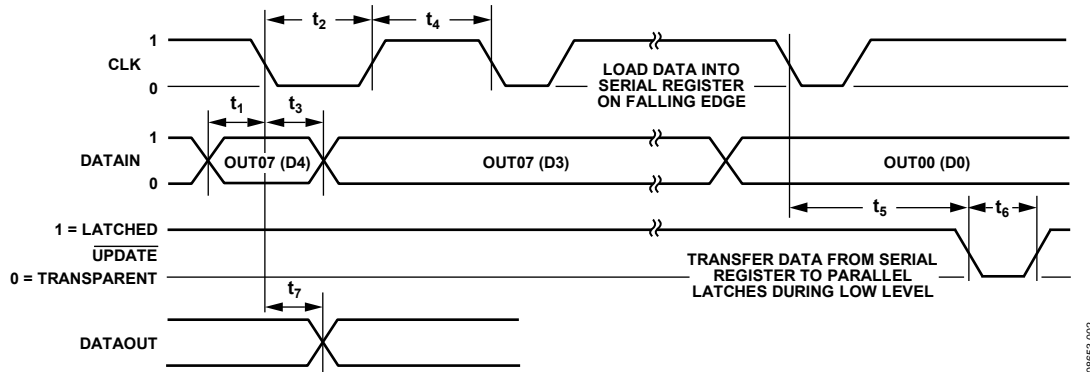 t2
t4
1
CLK
0
LOAD DATA INTO
SERIAL REGISTER
ON FALLING EDGE
t1
t3
1
DATAIN
0
OUT07 (D4)
OUT07 (D3)
OUT00 (D0)
t5
t6
1 = LATCHED
UPDATE
0 = TRANSPARENT
TRANSFER DATA FROM SERIAL
REGISTER TO PARALLEL
LATCHES DURING LOW LEVEL
t7
DATAOUT
08653-002